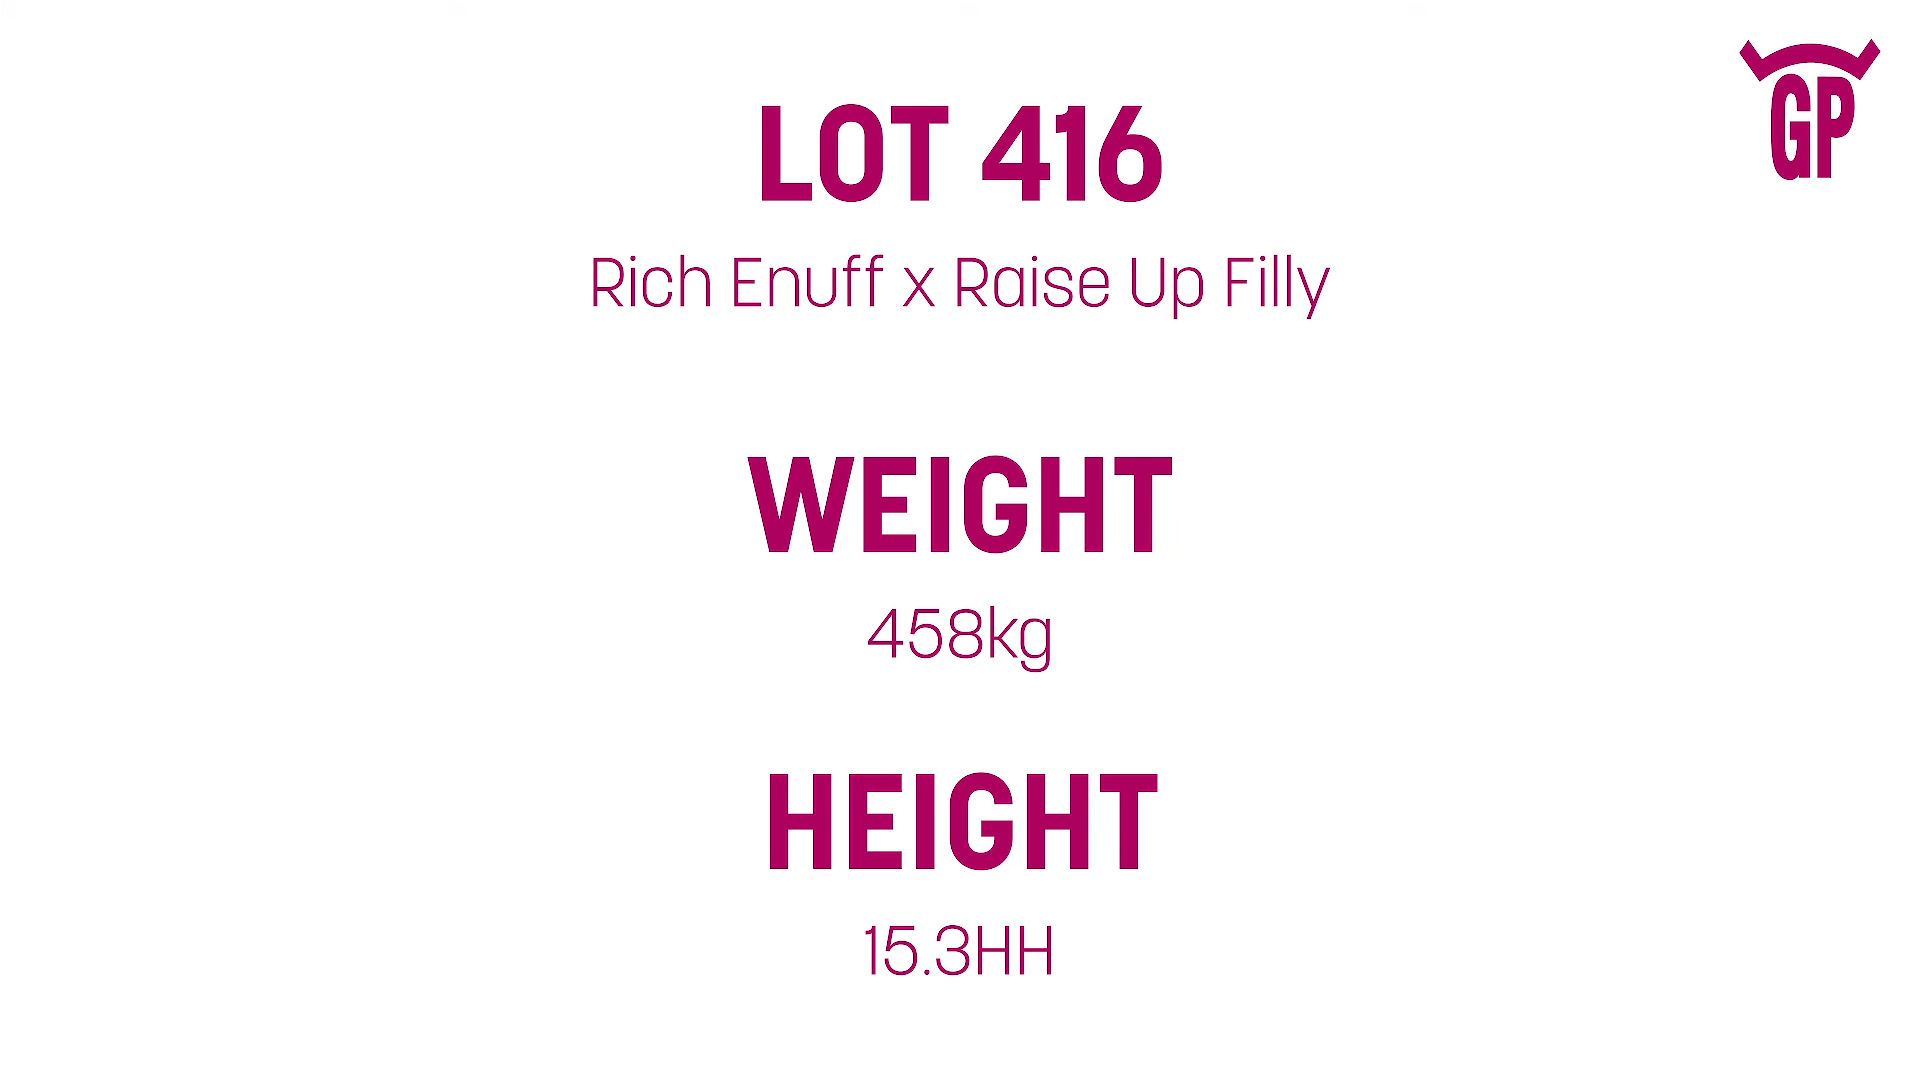 GP
LOT 416
Rich Enuff x Raise Up Filly
WEIGHT
458kg
HEIGHT
15.3HH